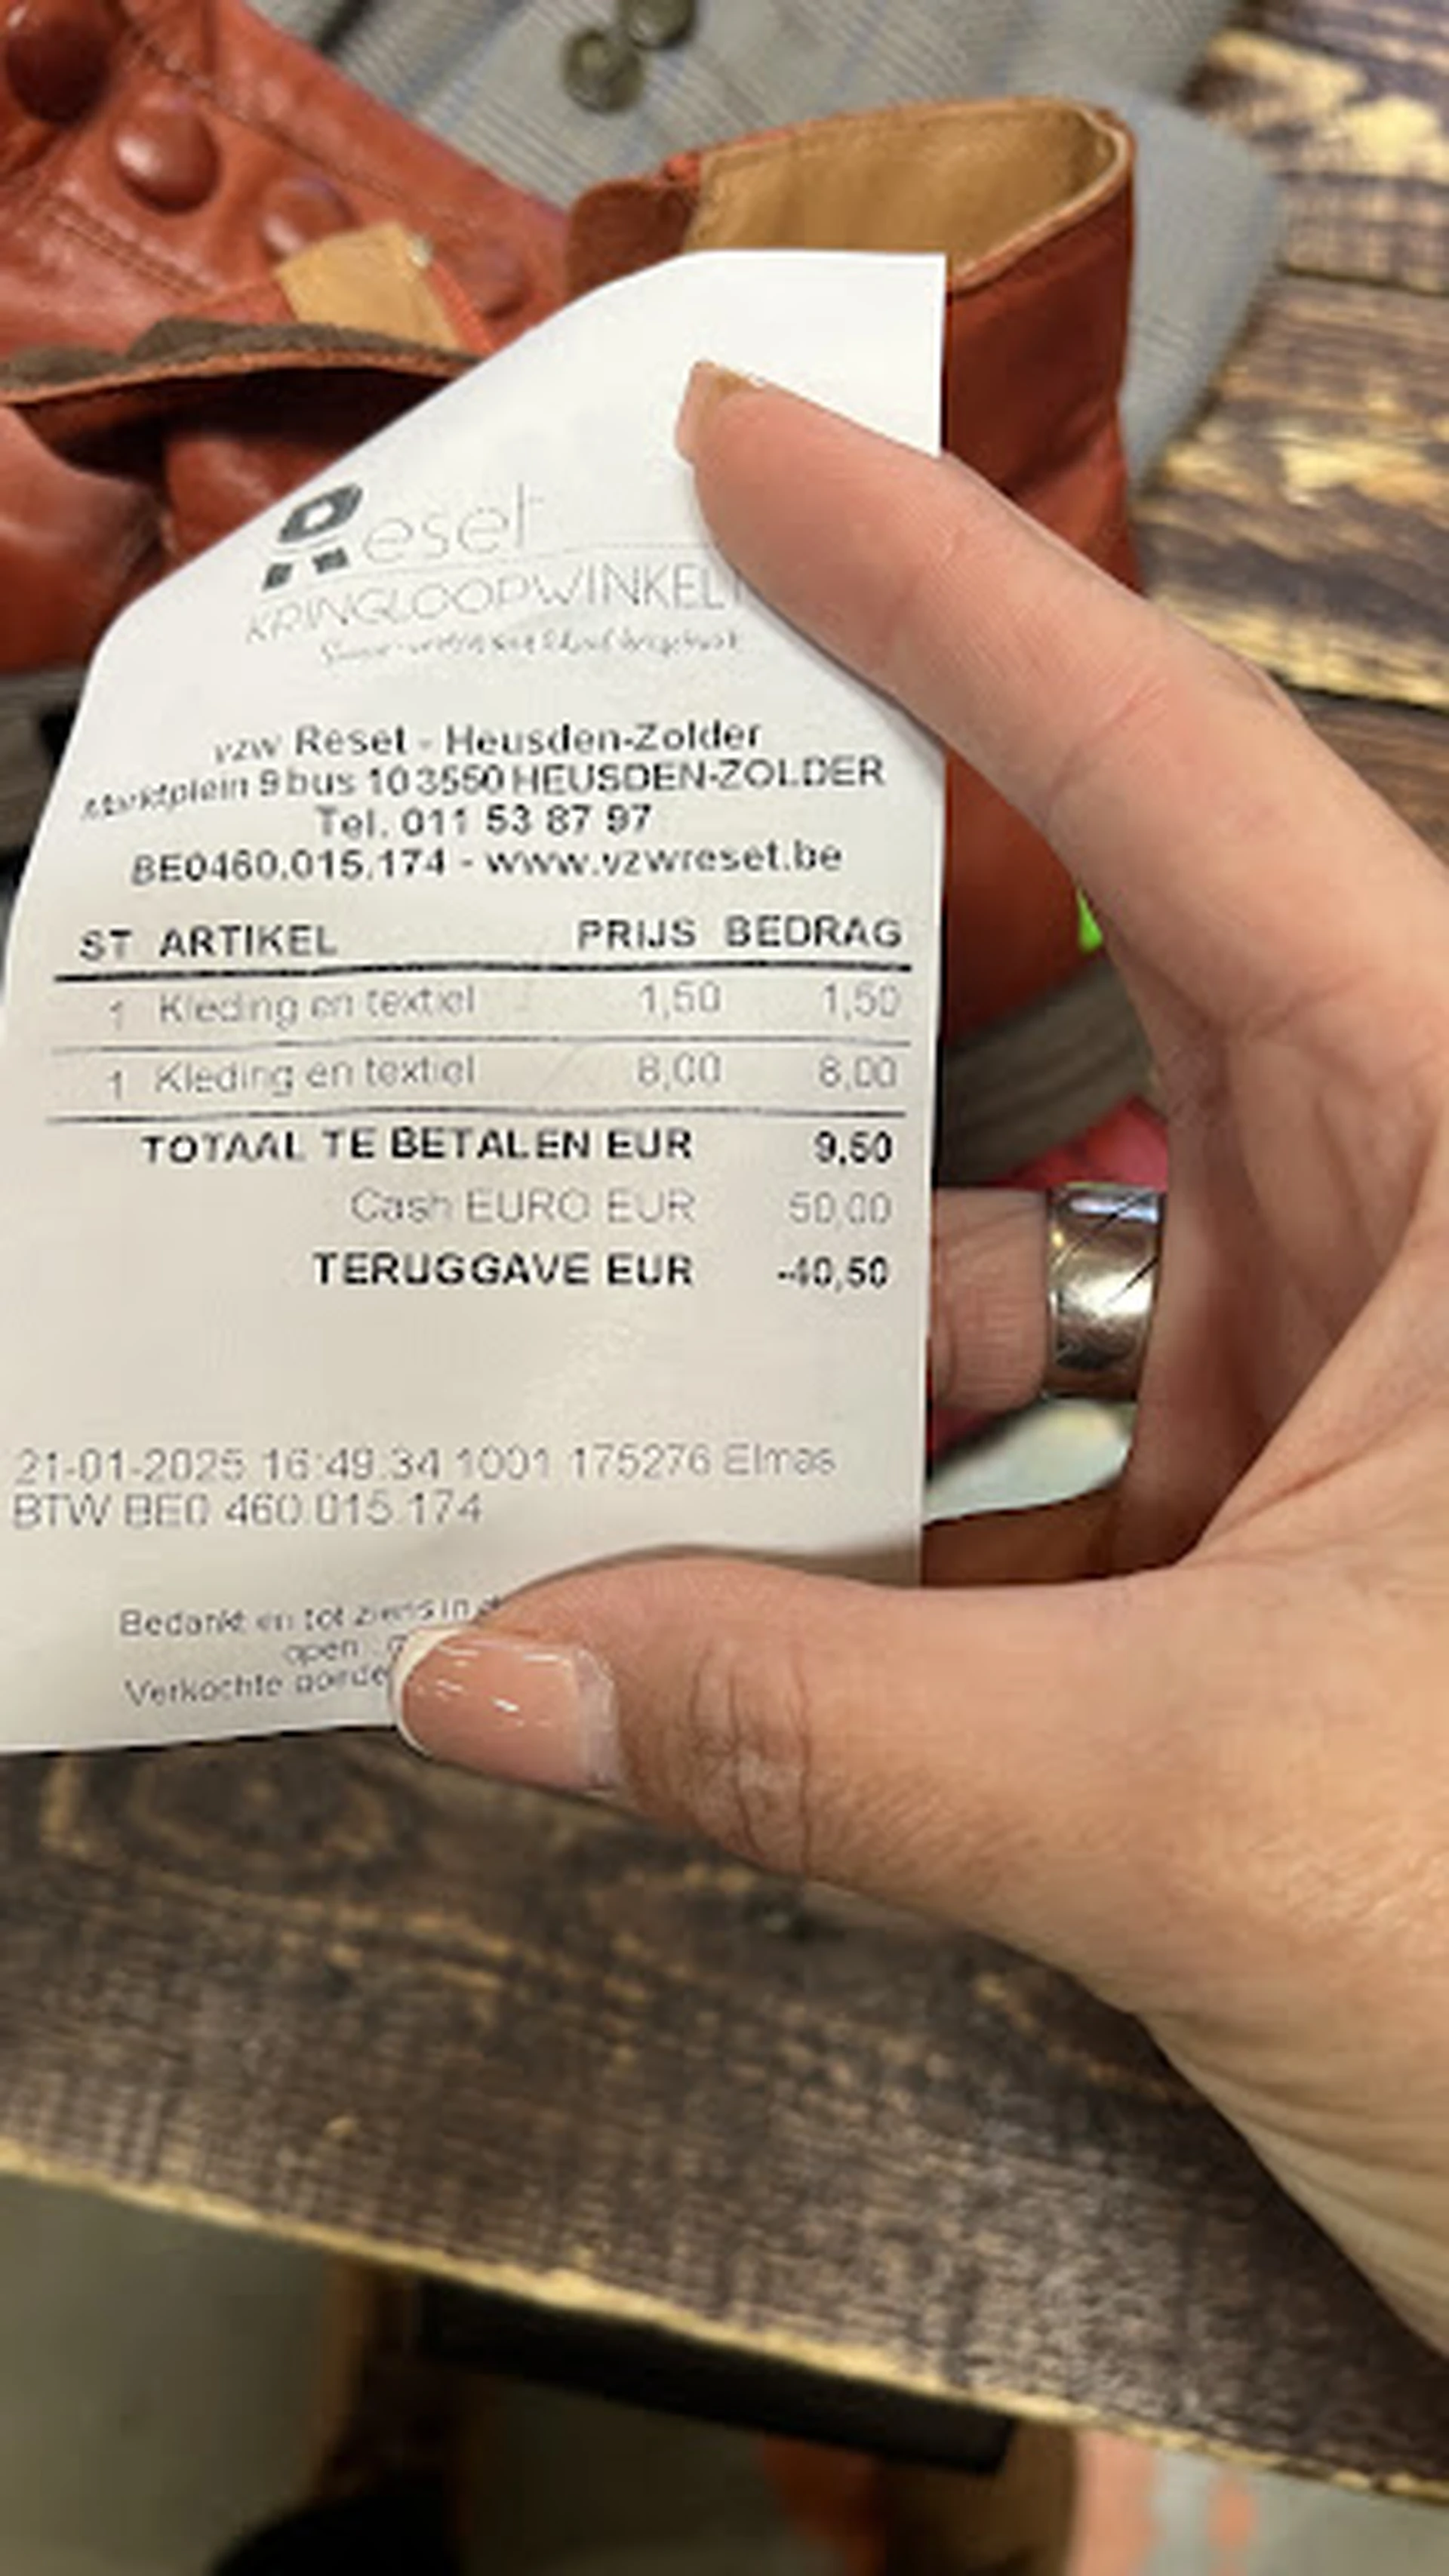 Reset
KRINGLOOPWINKEL
vzw Reset - Heusden-Zolder
Marktplein 9 bus 10 3550 HEUSDEN-ZOLDER
Tel. 011 53 87 97
BE0460.015.174 - www.vzwreset.be
ST ARTIKEL PRIJS BEDRAG
1 Kleding en textiel 1,50 1,50
1 Kleding en textiel 8,00 8,00
TOTAAL TE BETALEN EUR 9,50
Cash EURO EUR 50,00
TERUGGAVE EUR -40,50
21-01-2025 16:49:34 1001 175276 Elmas
BTW BE0 460 015 174
Bedankt en tot ziens in
open
Verkochte